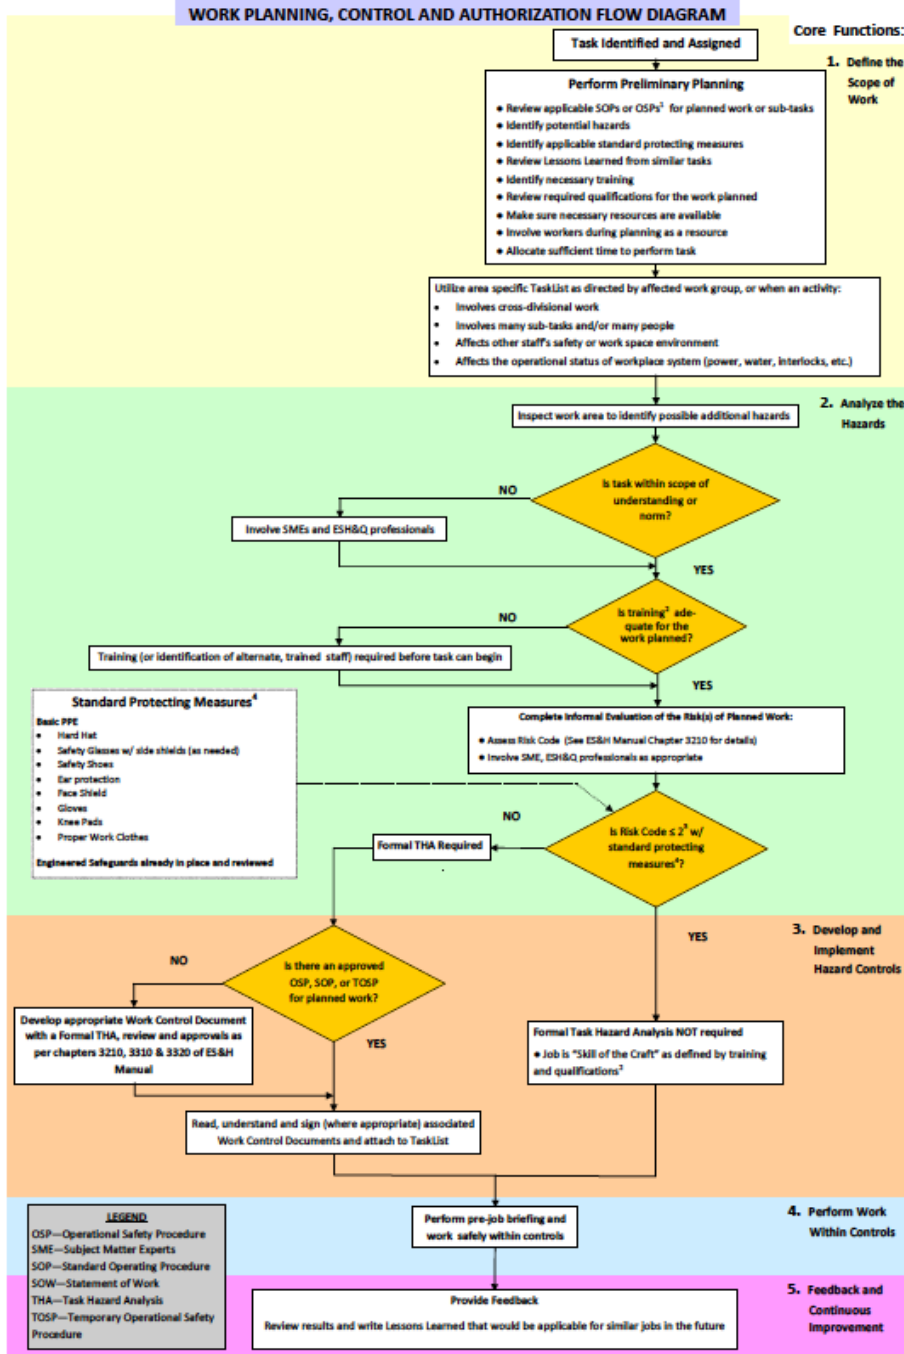 WORK PLANNING, CONTROL AND AUTHORIZATION FLOW DIAGRAM
Core Functions:
Task Identified and Assigned
1. Define the
Scope of
Work
Perform Preliminary Planning
• Review applicable SOPs or OSPs¹ for planned work or sub-tasks
• Identify potential hazards
• Identify applicable standard protecting measures
• Review Lessons Learned from similar tasks
• Identify necessary training
• Review required qualifications for the work planned
• Make sure necessary resources are available
• Involve workers during planning as a resource
• Allocate sufficient time to perform task
Utilize area specific TaskList as directed by affected work group, or when an activity:
• Involves cross-divisional work
• Involves many sub-tasks and/or many people
• Affects other staff's safety or work space environment
• Affects the operational status of workplace system (power, water, interlocks, etc.)
2. Analyze the
Hazards
Inspect work area to identify possible additional hazards
Is task within scope of
understanding or
norm?
NO
Involve SMEs and ESH&Q professionals
YES
Is training² ade-
quate for the
work planned?
NO
Training (or identification of alternate, trained staff) required before task can begin
YES
Standard Protecting Measures⁴
Basic PPE
• Hard Hat
• Safety Glasses w/ side shields (as needed)
• Safety Shoes
• Ear protection
• Face Shield
• Gloves
• Knee Pads
• Proper Work Clothes
Engineered Safeguards already in place and reviewed
Complete Informal Evaluation of the Risk(s) of Planned Work:
• Assess Risk Code (See ES&H Manual Chapter 3210 for details)
• Involve SME, ESH&Q professionals as appropriate
Is Risk Code ≤ 2³ w/
standard protecting
measures⁴?
NO
Formal THA Required
YES
3. Develop and
Implement
Hazard Controls
Is there an approved
OSP, SOP, or TOSP
for planned work?
NO
Develop appropriate Work Control Document
with a Formal THA, review and approvals as
per chapters 3210, 3310 & 3320 of ES&H
Manual
YES
Formal Task Hazard Analysis NOT required
• Job is "Skill of the Craft" as defined by training
and qualifications²
Read, understand and sign (where appropriate) associated
Work Control Documents and attach to TaskList
4. Perform Work
Within Controls
Perform pre-job briefing and
work safely within controls
LEGEND
OSP—Operational Safety Procedure
SME—Subject Matter Experts
SOP—Standard Operating Procedure
SOW—Statement of Work
THA—Task Hazard Analysis
TOSP—Temporary Operational Safety
Procedure
5. Feedback and
Continuous
Improvement
Provide Feedback
Review results and write Lessons Learned that would be applicable for similar jobs in the future